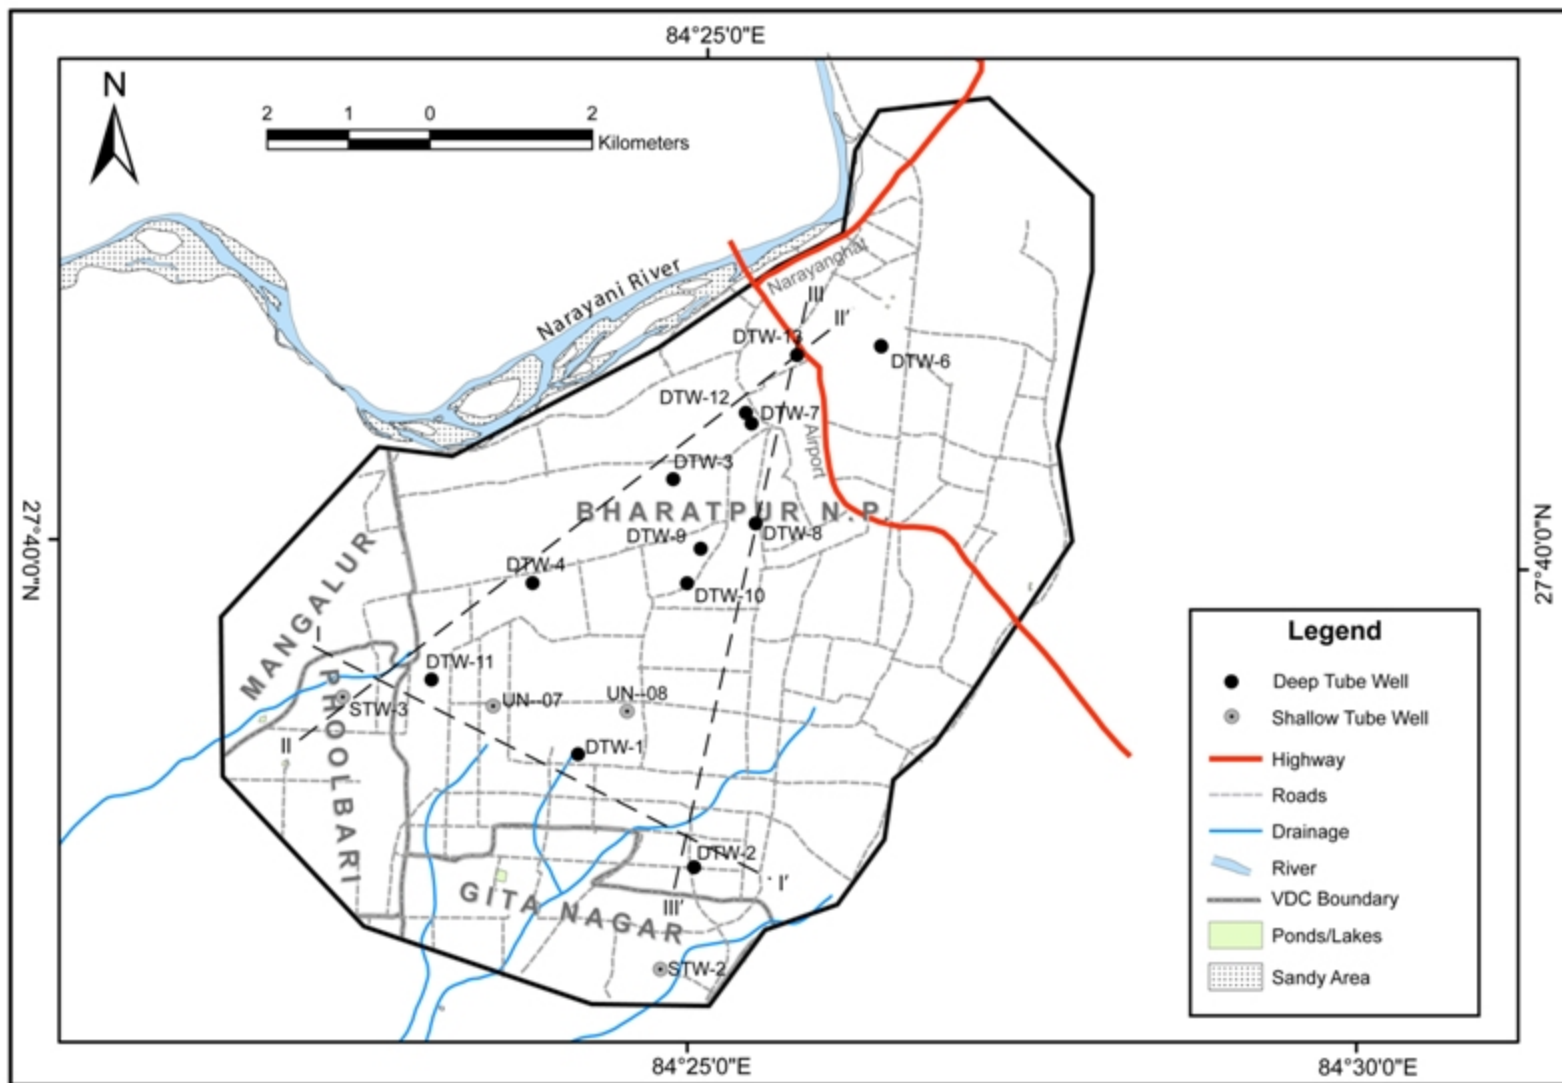 84°25'0"E
N
2 1 0 2
Kilometers
Narayani River
Narayanghat
III
II'
DTW-13
DTW-6
DTW-12
DTW-7
Airport
DTW-3
BHARATPUR N.P.
DTW-8
DTW-9
27°40'0"N
27°40'0"N
DTW-4
DTW-10
MANGALUR
DTW-11
PHOOLBARI
STW-3
UN--07
UN--08
II
DTW-1
DTW-2
I'
GITA NAGAR
III'
STW-2
Legend
Deep Tube Well
Shallow Tube Well
Highway
Roads
Drainage
River
VDC Boundary
Ponds/Lakes
Sandy Area
84°25'0"E
84°30'0"E